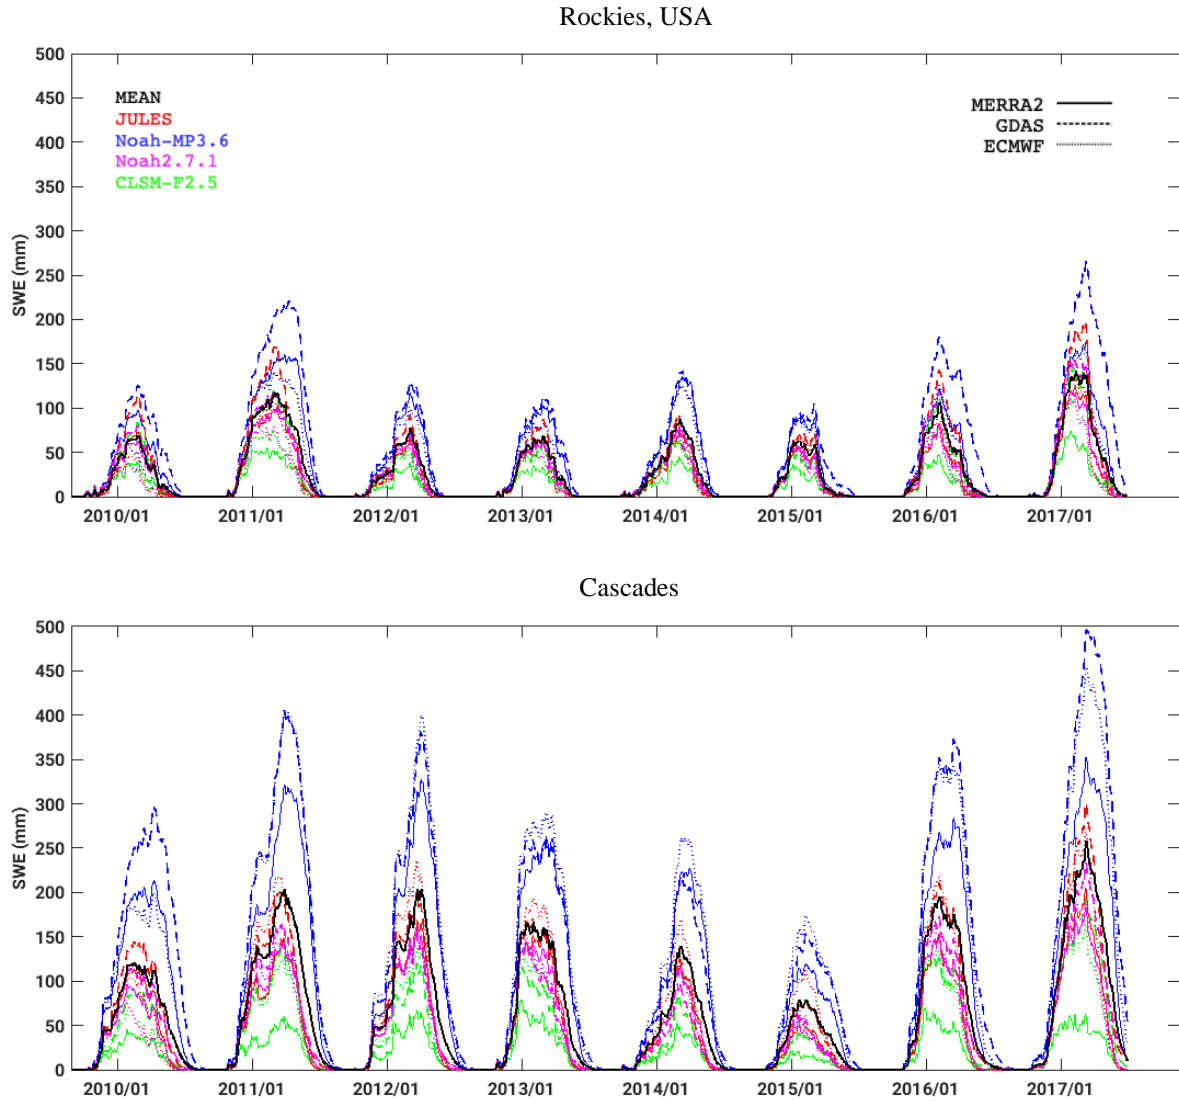 Rockies, USA
500
450
400
350
300
250
200
150
100
50
0
SWE (mm)
MEAN
JULES
Noah-MP3.6
Noah2.7.1
CLSM-F2.5
MERRA2
GDAS
ECMWF
2010/01 2011/01 2012/01 2013/01 2014/01 2015/01 2016/01 2017/01
Cascades
500
450
400
350
300
250
200
150
100
50
0
SWE (mm)
2010/01 2011/01 2012/01 2013/01 2014/01 2015/01 2016/01 2017/01